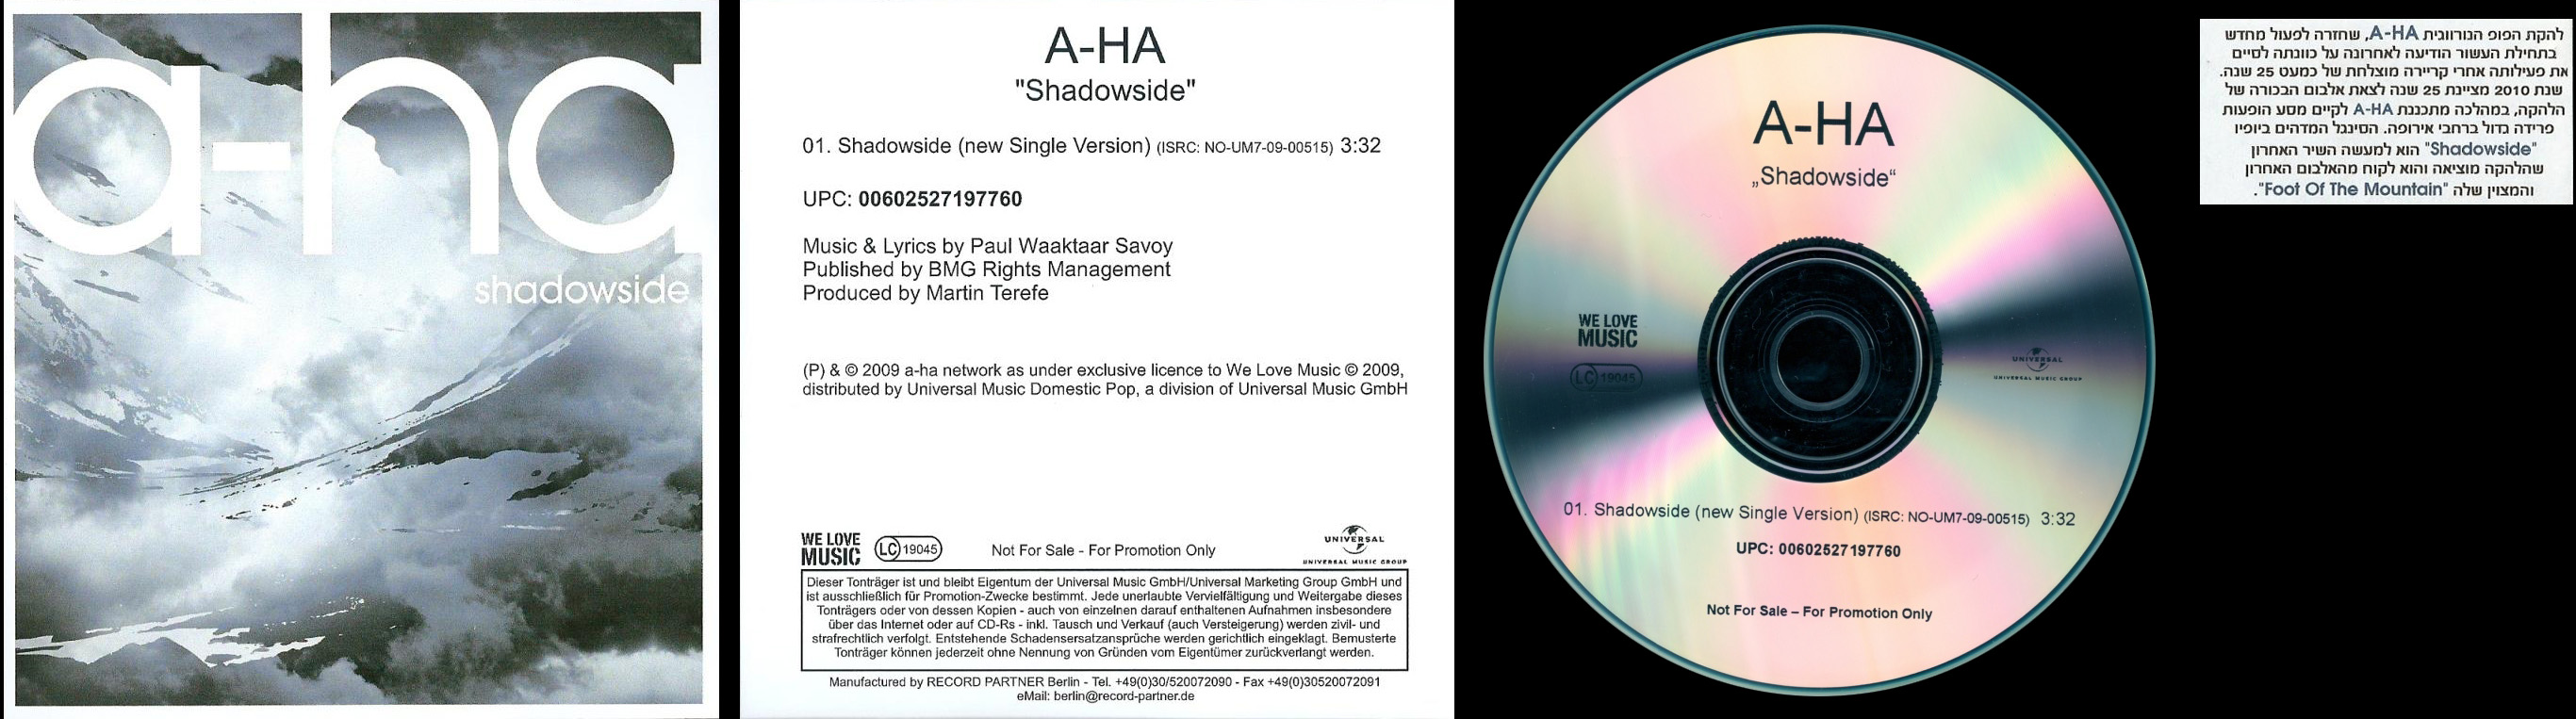 a-ha
shadowside
A-HA
"Shadowside"
01. Shadowside (new Single Version) (ISRC: NO-UM7-09-00515) 3:32
UPC: 00602527197760
Music & Lyrics by Paul Waaktaar Savoy
Published by BMG Rights Management
Produced by Martin Terefe
(P) & © 2009 a-ha network as under exclusive licence to We Love Music © 2009,
distributed by Universal Music Domestic Pop, a division of Universal Music GmbH
WE LOVE
MUSIC
LC 19045
Not For Sale - For Promotion Only
UNIVERSAL
UNIVERSAL MUSIC GROUP
Dieser Tonträger ist und bleibt Eigentum der Universal Music GmbH/Universal Marketing Group GmbH und
ist ausschließlich für Promotion-Zwecke bestimmt. Jede unerlaubte Vervielfältigung und Weitergabe dieses
Tonträgers oder von dessen Kopien - auch von einzelnen darauf enthaltenen Aufnahmen insbesondere
über das Internet oder auf CD-Rs - inkl. Tausch und Verkauf (auch Versteigerung) werden zivil- und
strafrechtlich verfolgt. Entstehende Schadensersatzansprüche werden gerichtlich eingeklagt. Bemusterte
Tonträger können jederzeit ohne Nennung von Gründen vom Eigentümer zurückverlangt werden.
Manufactured by RECORD PARTNER Berlin - Tel. +49(0)30/520072090 - Fax +49(0)30520072091
eMail: berlin@record-partner.de
A-HA
„Shadowside“
WE LOVE
MUSIC
LC 19045
UNIVERSAL
UNIVERSAL MUSIC GROUP
01. Shadowside (new Single Version) (ISRC: NO-UM7-09-00515) 3:32
UPC: 00602527197760
Not For Sale – For Promotion Only
להקת הפופ הנורווגית A-HA, שחזרה לפעול מחדש
בתחילת העשור הודיעה לאחרונה על כוונתה לסיים
את פעילותה אחרי קריירה מוצלחת של כמעט 25 שנה.
שנת 2010 מציינת 25 שנה לצאת אלבום הבכורה של
הלהקה, במהלכה מתכננת A-HA לקיים מסע הופעות
פרידה גדול ברחבי אירופה. הסינגל המדהים ביופיו
"Shadowside" הוא למעשה השיר האחרון
שהלהקה מוציאה והוא לקוח מהאלבום האחרון
והמצוין שלה "Foot Of The Mountain".